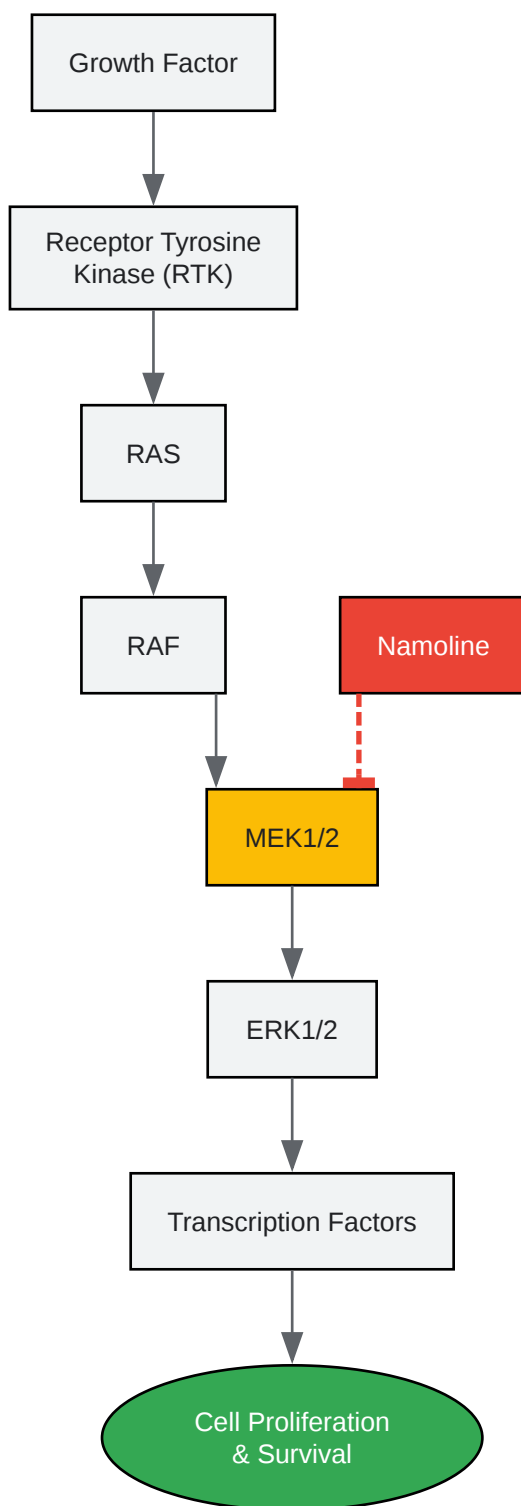 Growth Factor
Receptor Tyrosine
Kinase (RTK)
RAS
RAF
Namoline
MEK1/2
ERK1/2
Transcription Factors
Cell Proliferation
& Survival